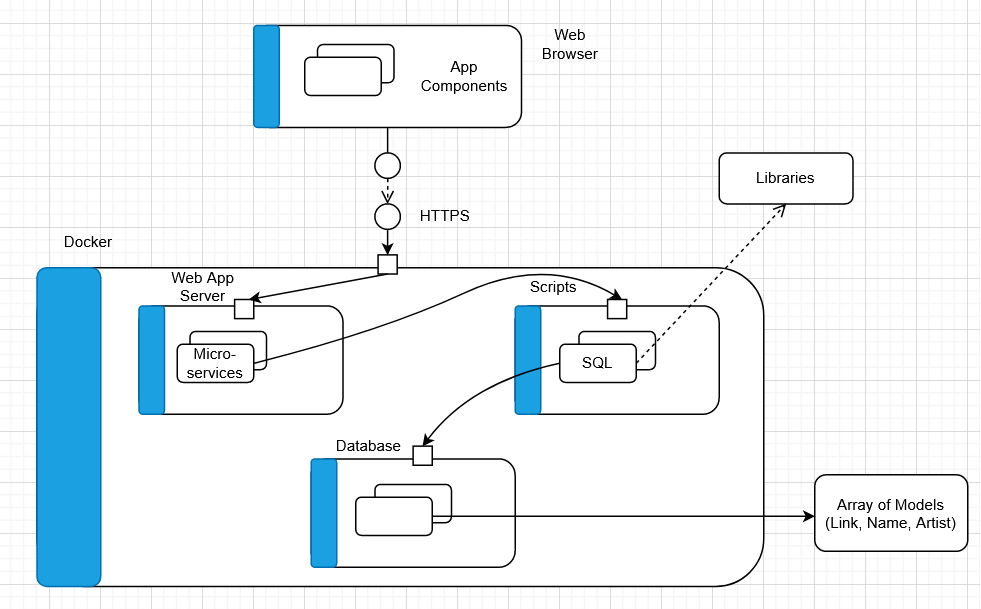 Web
Browser
App
Components
HTTPS
Libraries
Docker
Web App
Server
Micro-
services
Scripts
SQL
Database
Array of Models
(Link, Name, Artist)